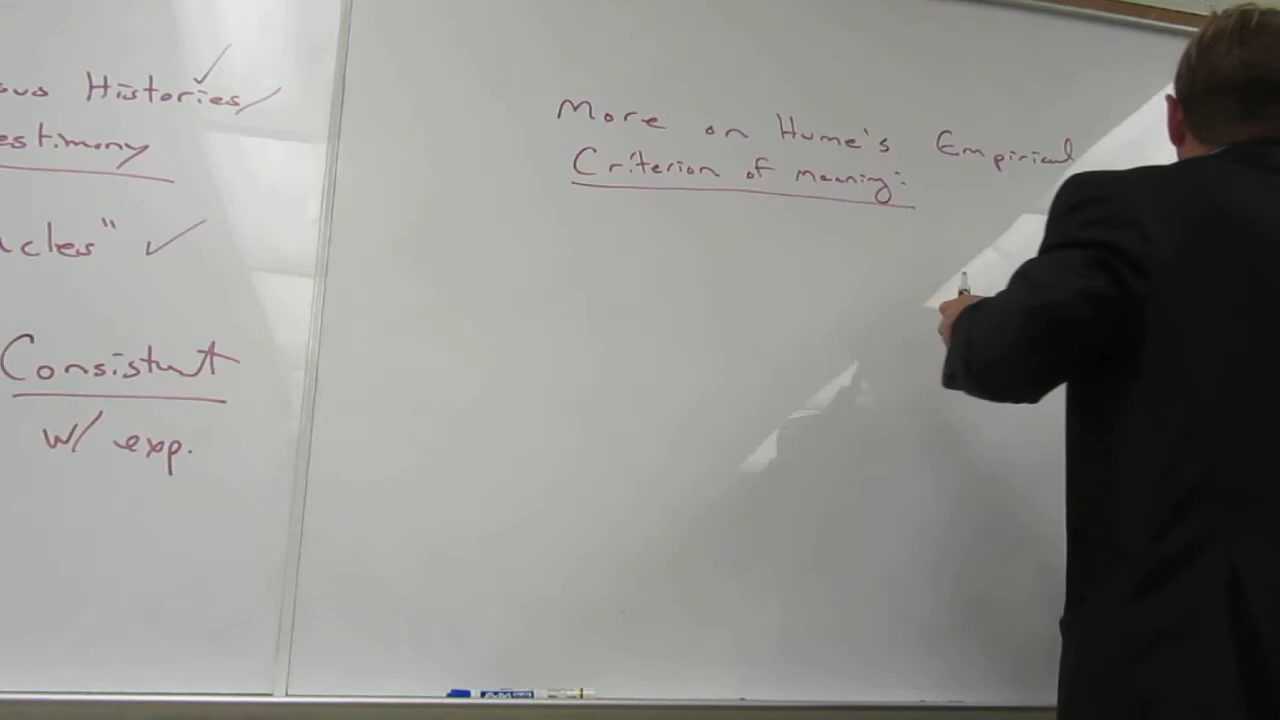 Histories/
estimony
cles" ✓
Consistent
w/ exp.
More on Hume's Empirical
Criterion of meaning: